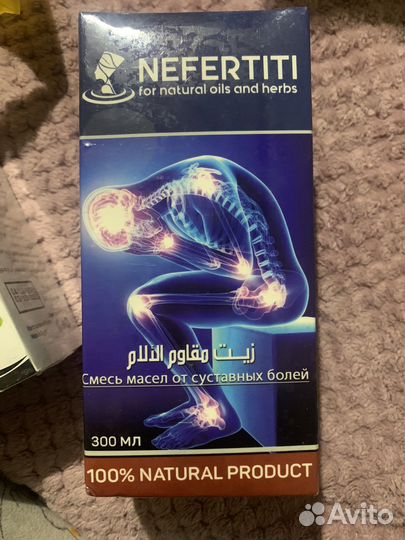 NEFERTITI
for natural oils and herbs
زيت مقاوم الآلام
Смесь масел от суставных болей
300 МЛ
100% NATURAL PRODUCT
Avito